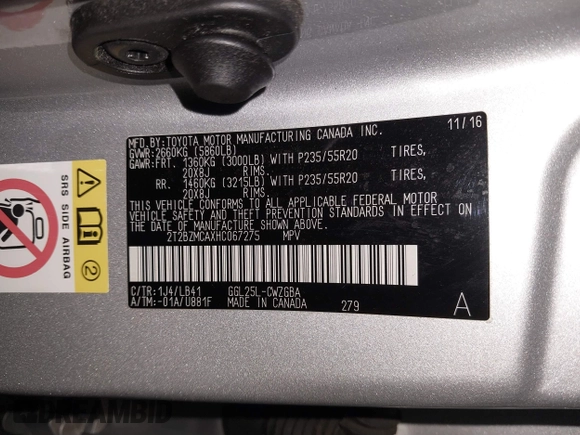 MFD.BY:TOYOTA MOTOR MANUFACTURING CANADA INC. 11/16
GVWR:2660KG (5860LB)
GAWR:FRT. 1360KG (3000LB) WITH P235/55R20 TIRES,
20X8J RIMS.
RR. 1460KG (3215LB) WITH P235/55R20 TIRES,
20X8J RIMS.
THIS VEHICLE CONFORMS TO ALL APPLICABLE FEDERAL MOTOR
VEHICLE SAFETY AND THEFT PREVENTION STANDARDS IN EFFECT ON
THE DATE OF MANUFACTURE SHOWN ABOVE.
2T2BZMCAXHC067275 MPV
C/TR:1J4/LB41 GGL25L-CWZGBA
A/TM:-01A/U881F MADE IN CANADA 279 A
SRS SIDE AIRBAG
2
DREAMBID